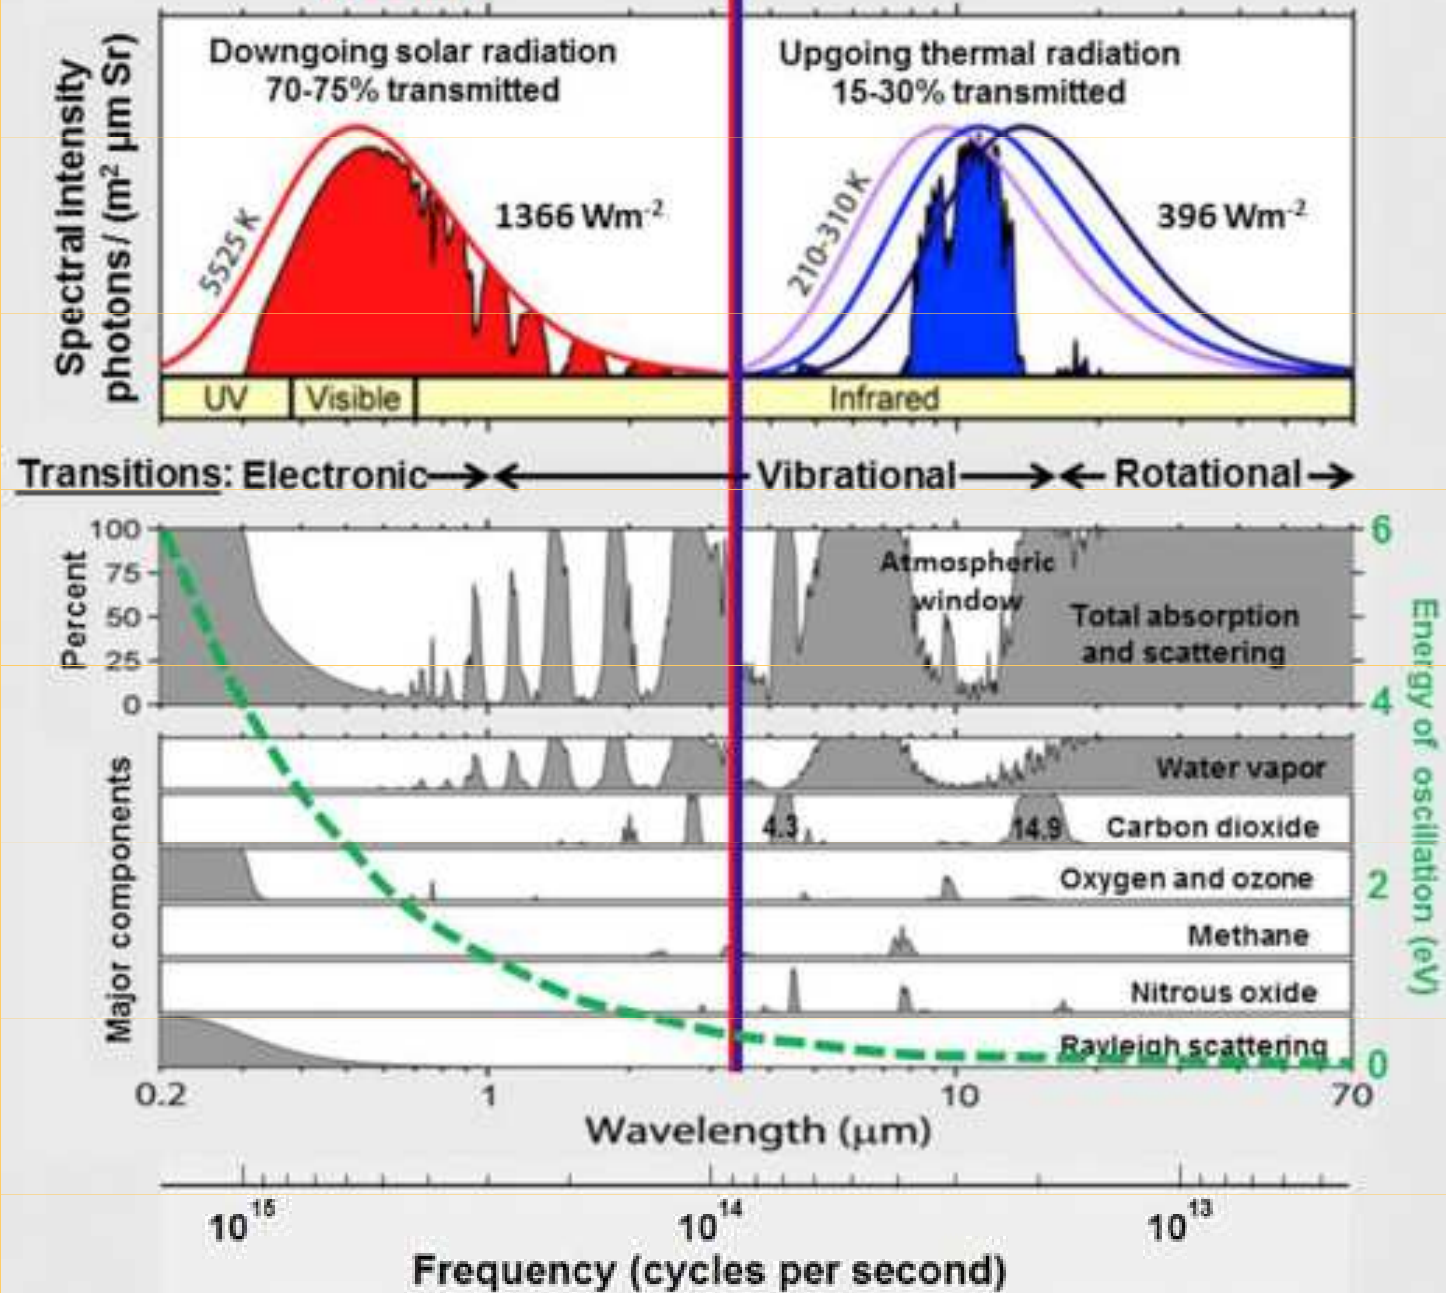 Downgoing solar radiation
70-75% transmitted
Upgoing thermal radiation
15-30% transmitted
Spectral intensity
photons/ (m² µm Sr)
5525 K
1366 Wm⁻²
210-310 K
396 Wm⁻²
UV
Visible
Infrared
Transitions: Electronic
Vibrational
Rotational
Percent
100
75
50
25
0
Atmospheric
window
Total absorption
and scattering
6
4
2
0
Energy of oscillation (eV)
Major components
Water vapor
4.3
14.9
Carbon dioxide
Oxygen and ozone
Methane
Nitrous oxide
Rayleigh scattering
0.2
1
10
70
Wavelength (µm)
10¹⁵
10¹⁴
10¹³
Frequency (cycles per second)